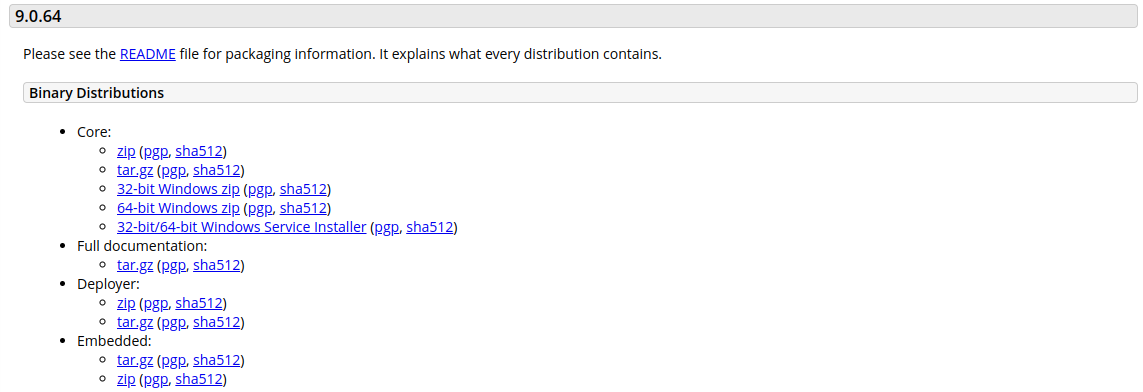 9.0.64
Please see the README file for packaging information. It explains what every distribution contains.
Binary Distributions
Core:
zip (pgp, sha512)
tar.gz (pgp, sha512)
32-bit Windows zip (pgp, sha512)
64-bit Windows zip (pgp, sha512)
32-bit/64-bit Windows Service Installer (pgp, sha512)
Full documentation:
tar.gz (pgp, sha512)
Deployer:
zip (pgp, sha512)
tar.gz (pgp, sha512)
Embedded:
tar.gz (pgp, sha512)
zip (pgp, sha512)